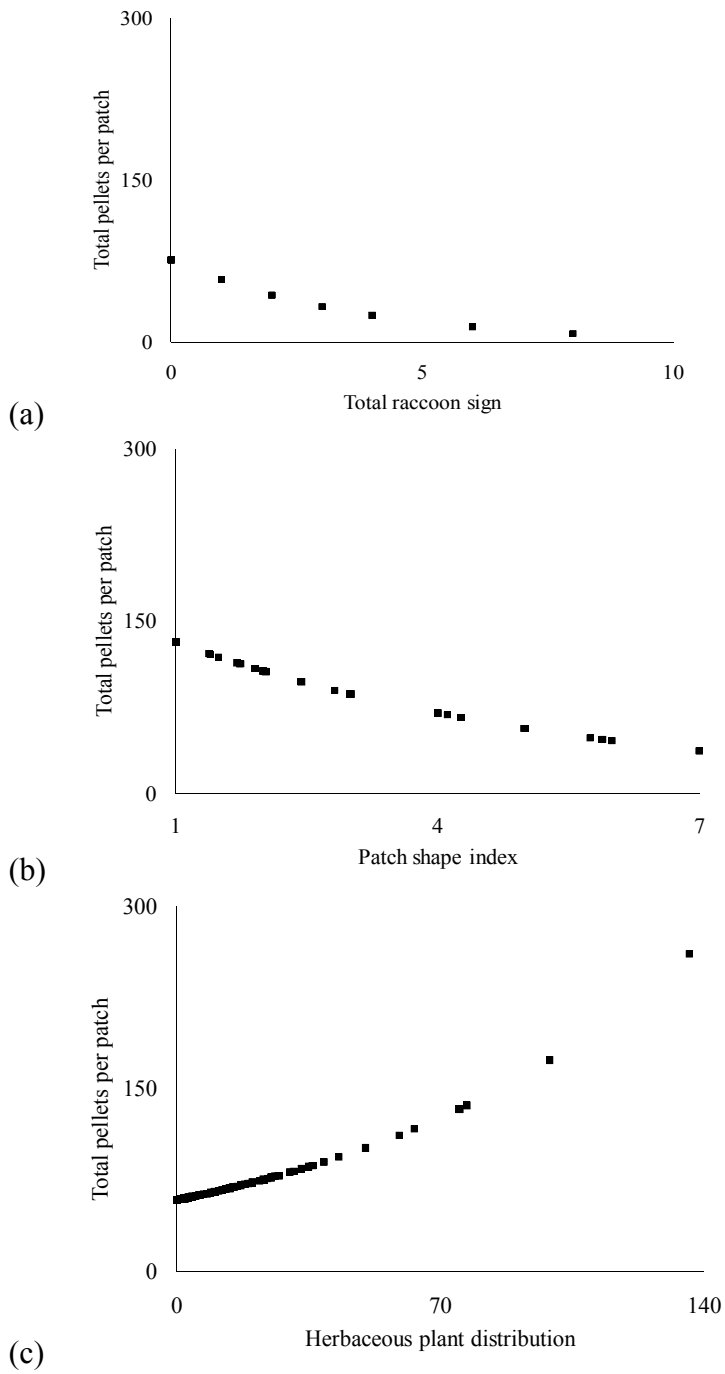 300
Total pellets per patch
150
0
0 5 10
Total raccoon sign
(a)
300
Total pellets per patch
150
0
1 4 7
Patch shape index
(b)
300
Total pellets per patch
150
0
0 70 140
Herbaceous plant distribution
(c)